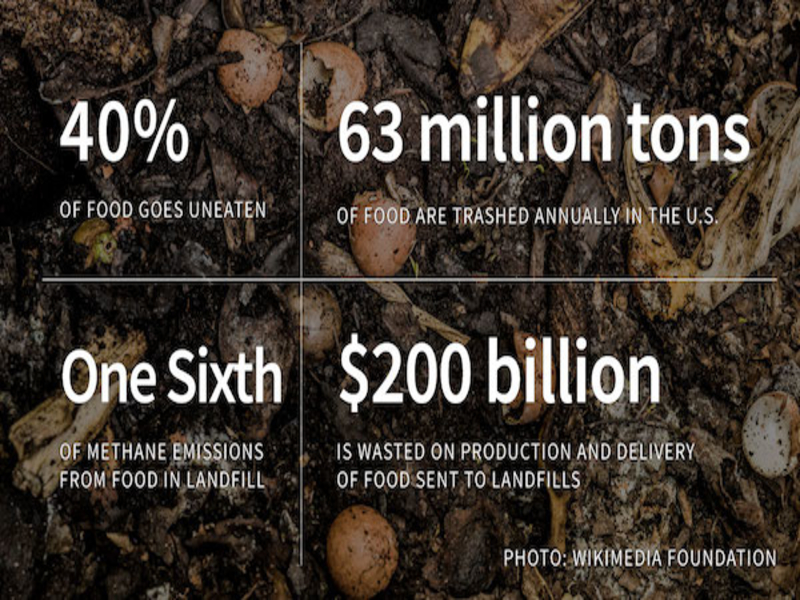 40%
OF FOOD GOES UNEATEN
63 million tons
OF FOOD ARE TRASHED ANNUALLY IN THE U.S.
One Sixth
OF METHANE EMISSIONS
FROM FOOD IN LANDFILL
$200 billion
IS WASTED ON PRODUCTION AND DELIVERY
OF FOOD SENT TO LANDFILLS
PHOTO: WIKIMEDIA FOUNDATION